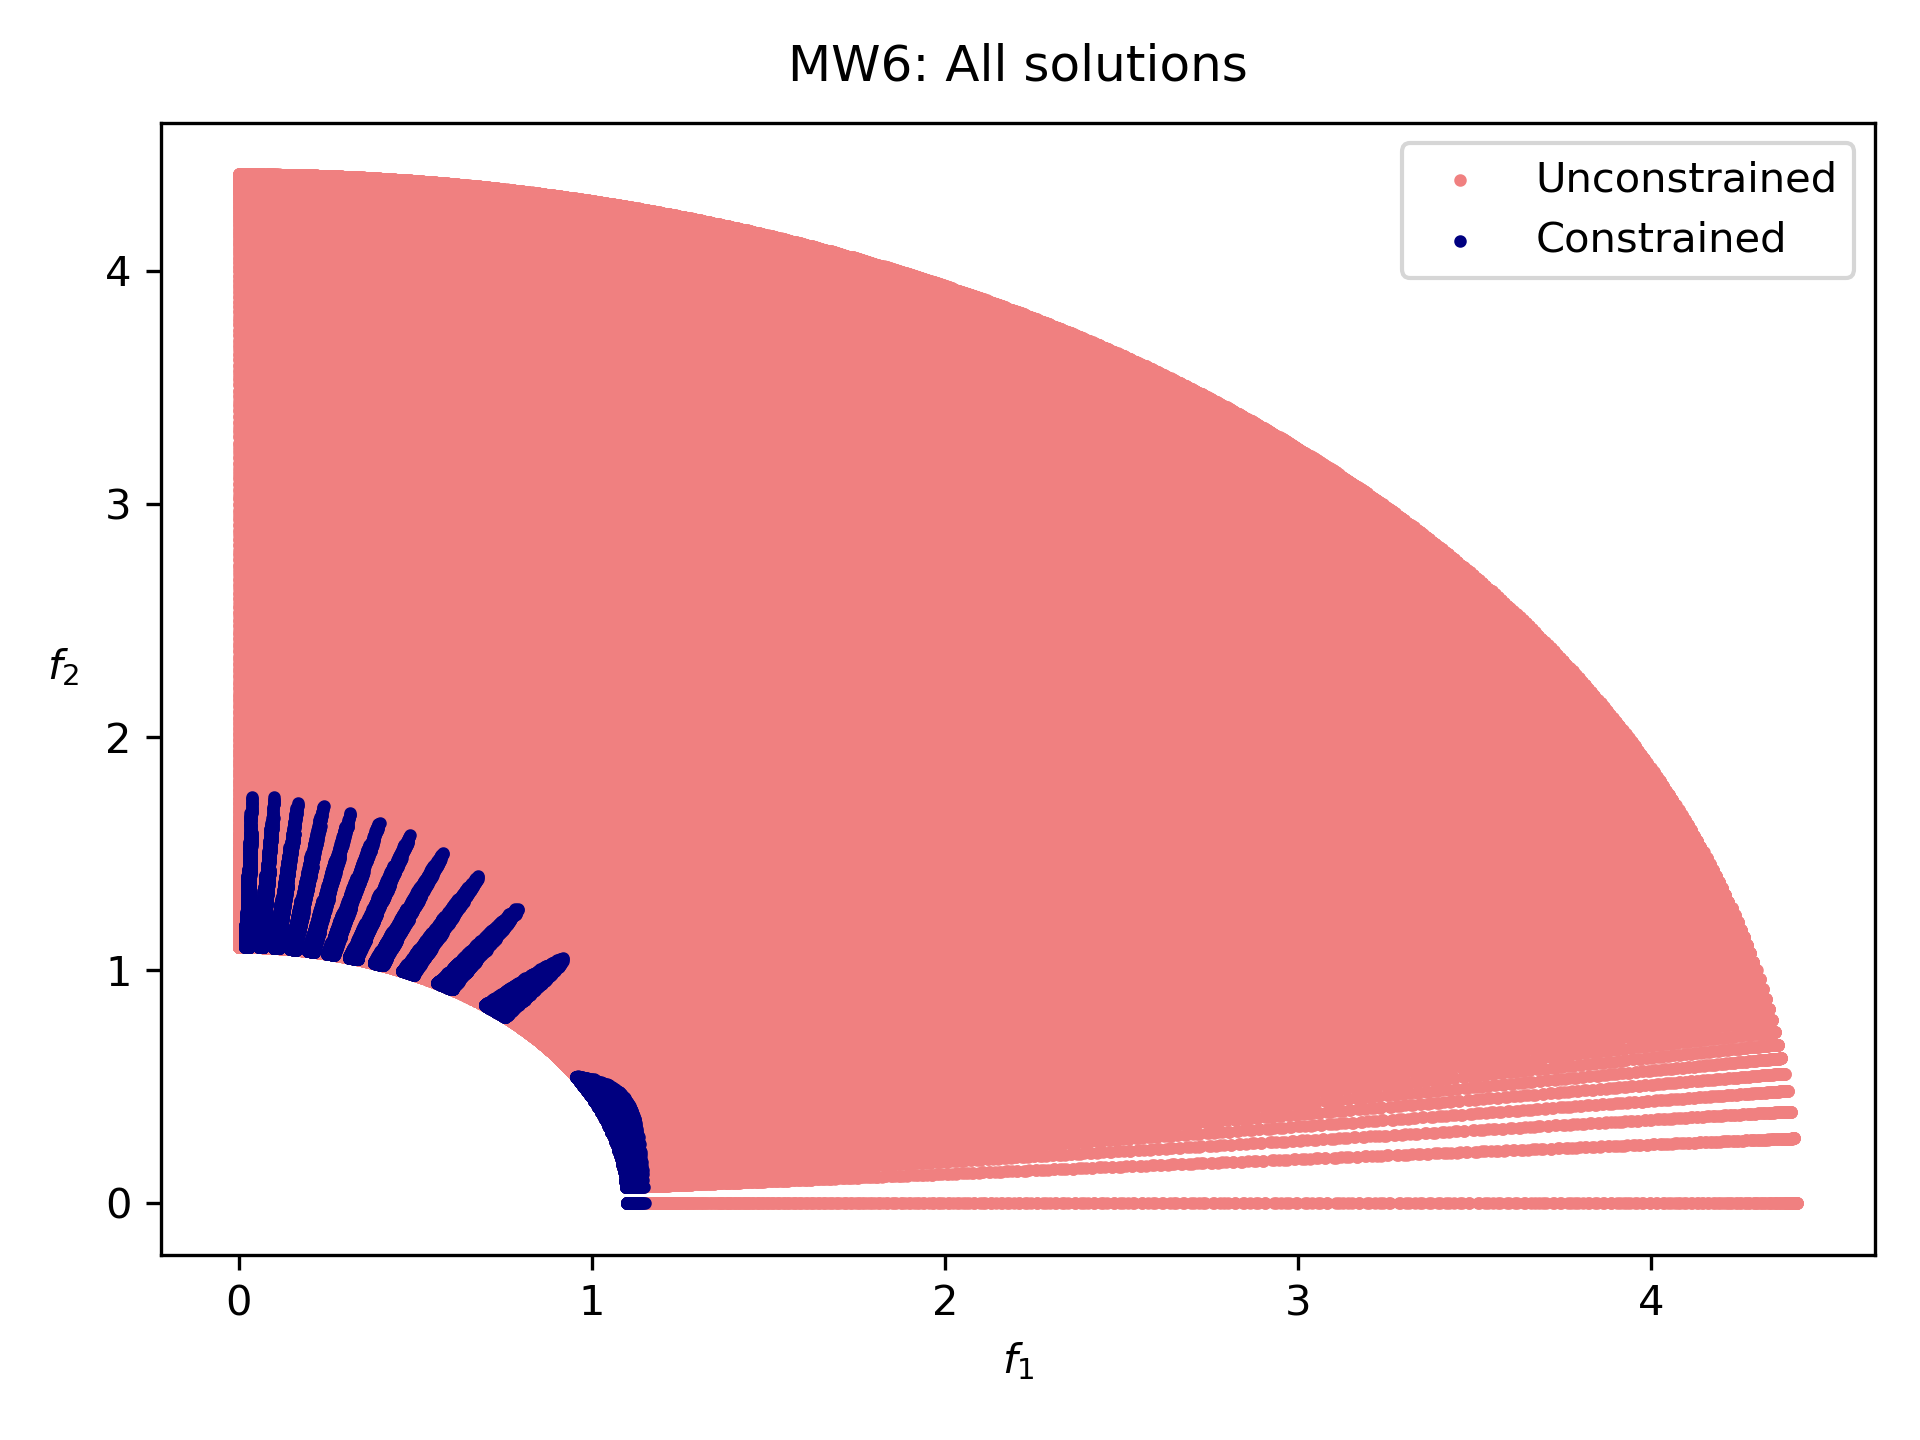 MW6: All solutions
Unconstrained
Constrained
4
3
2
1
0
f₂
0 1 2 3 4
f₁